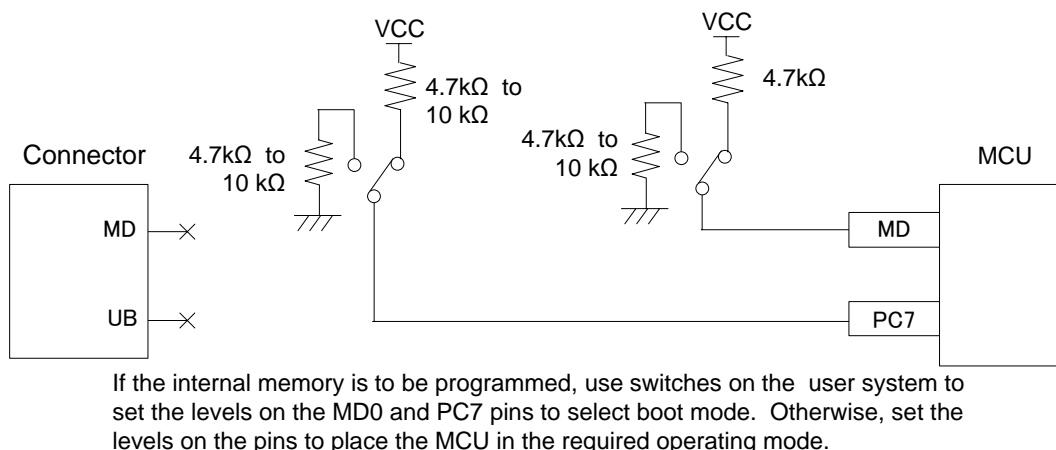 VCC
VCC
4.7kΩ to
10 kΩ
4.7kΩ
4.7kΩ to
10 kΩ
4.7kΩ to
10 kΩ
Connector
MCU
MD
MD
UB
PC7
If the internal memory is to be programmed, use switches on the user system to
set the levels on the MD0 and PC7 pins to select boot mode. Otherwise, set the
levels on the pins to place the MCU in the required operating mode.